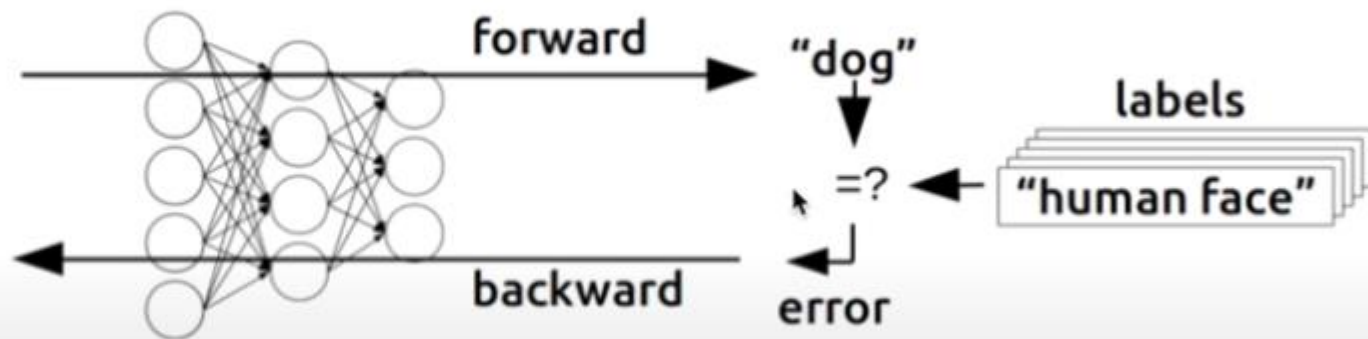 forward
“dog”
labels
=?
“human face”
backward
error